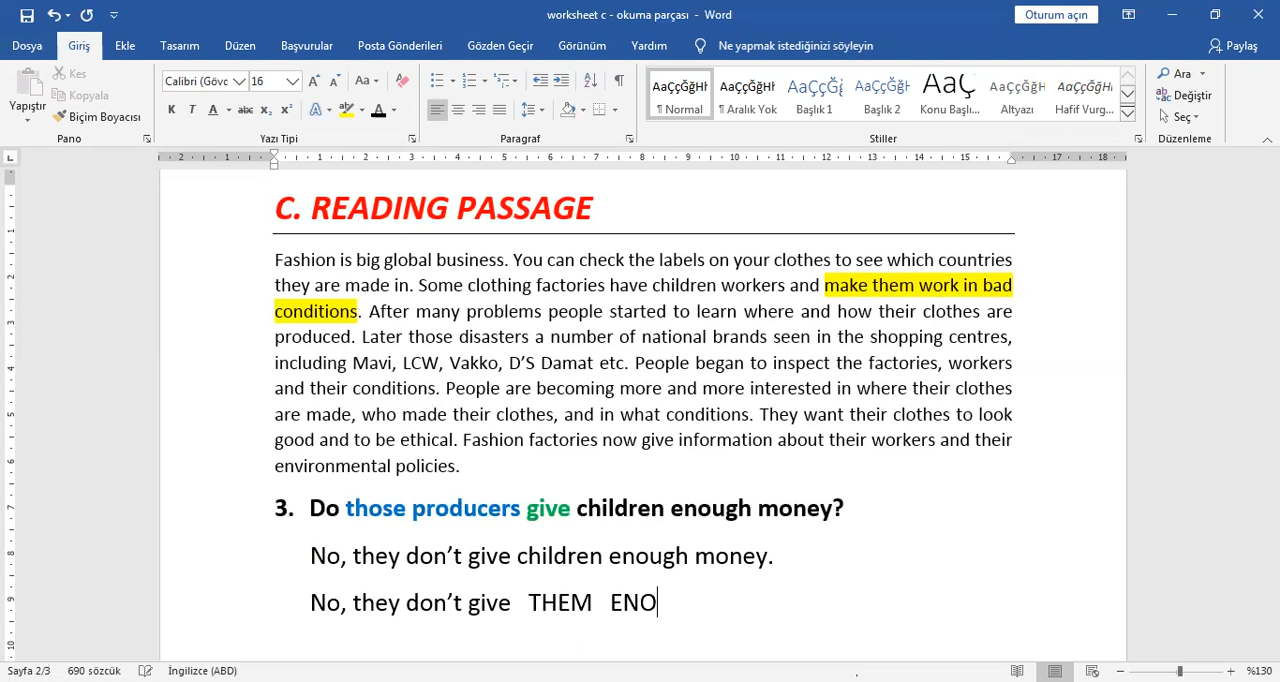 worksheet c - okuma parçası - Word
Oturum açın
Dosya Giriş Ekle Tasarım Düzen Başvurular Posta Gönderileri Gözden Geçir Görünüm Yardım Ne yapmak istediğinizi söyleyin Paylaş
Yapıştır
Kes
Kopyala
Biçim Boyacısı
Calibri (Gövc 16
Pano Yazı Tipi Paragraf Stiller Düzenleme
AaÇçĞğHł AaÇçĞğHł AaÇçĞğ AaÇçĞğH AaÇ AaÇçĞğH AaÇçĞğH
¶ Normal ¶ Aralık Yok Başlık 1 Başlık 2 Konu Başlı... Altyazı Hafif Vurg...
Ara
Değiştir
Seç
C. READING PASSAGE
Fashion is big global business. You can check the labels on your clothes to see which countries
they are made in. Some clothing factories have children workers and make them work in bad
conditions. After many problems people started to learn where and how their clothes are
produced. Later those disasters a number of national brands seen in the shopping centres,
including Mavi, LCW, Vakko, D’S Damat etc. People began to inspect the factories, workers
and their conditions. People are becoming more and more interested in where their clothes
are made, who made their clothes, and in what conditions. They want their clothes to look
good and to be ethical. Fashion factories now give information about their workers and their
environmental policies.
3. Do those producers give children enough money?
No, they don’t give children enough money.
No, they don’t give THEM ENO
Sayfa 2/3 690 sözcük İngilizce (ABD) %130